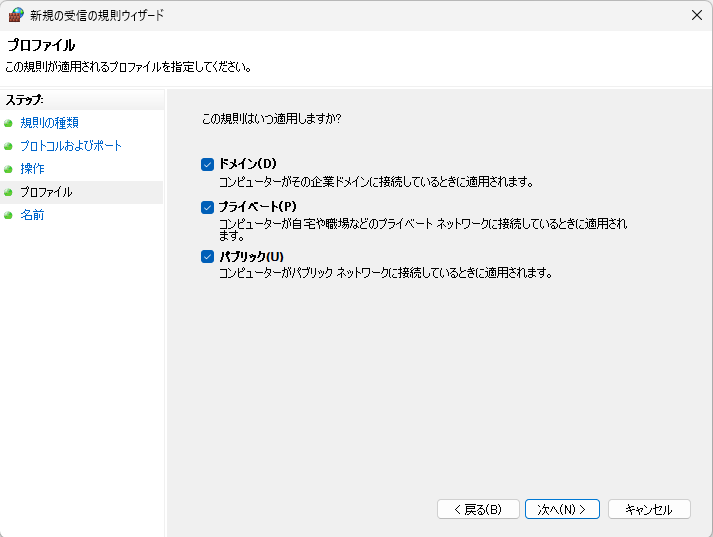 新規の受信の規則ウィザード
プロファイル
この規則が適用されるプロファイルを指定してください。
ステップ:
規則の種類
プロトコルおよびポート
操作
プロファイル
名前
この規則はいつ適用しますか?
ドメイン(D)
コンピューターがその企業ドメインに接続しているときに適用されます。
プライベート(P)
コンピューターが自宅や職場などのプライベート ネットワークに接続しているときに適用され
ます。
パブリック(U)
コンピューターがパブリック ネットワークに接続しているときに適用されます。
< 戻る(B)
次へ(N) >
キャンセル